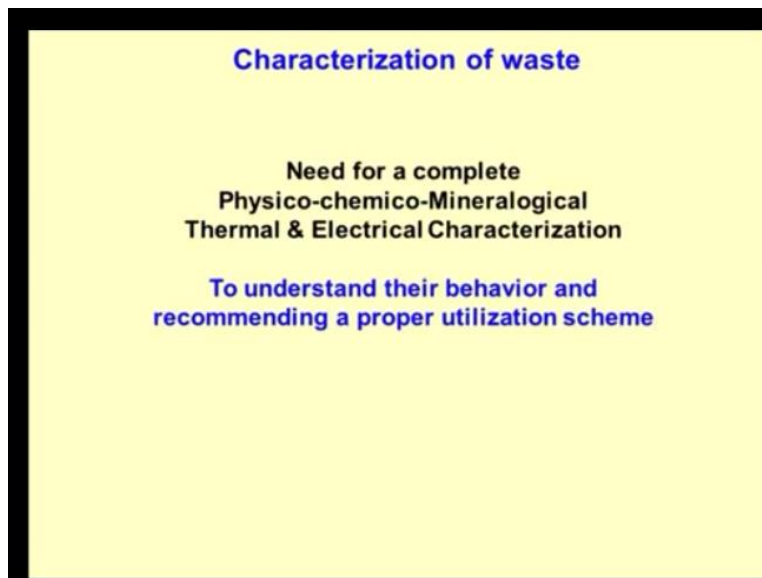 Characterization of waste
Need for a complete
Physico-chemico-Mineralogical
Thermal & Electrical Characterization
To understand their behavior and
recommending a proper utilization scheme